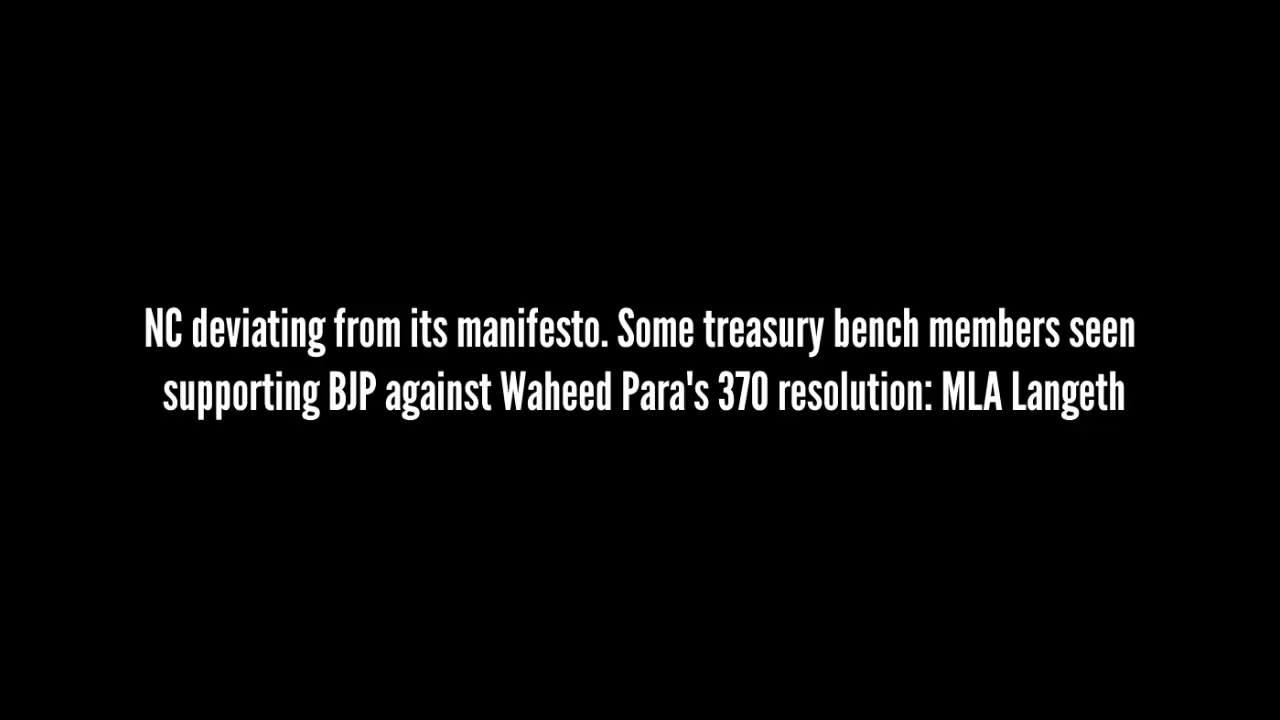 NC deviating from its manifesto. Some treasury bench members seen
supporting BJP against Waheed Para's 370 resolution: MLA Langeth